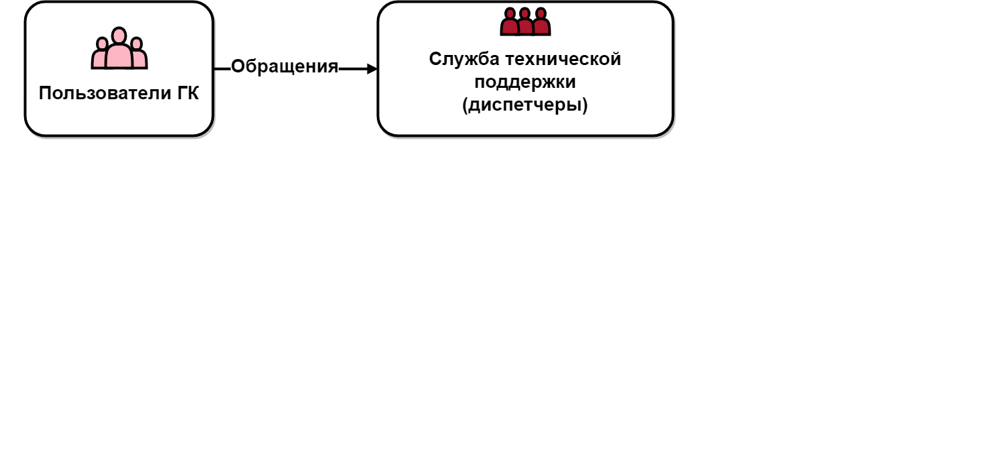 Пользователи ГК
Обращения
Служба технической
поддержки
(диспетчеры)